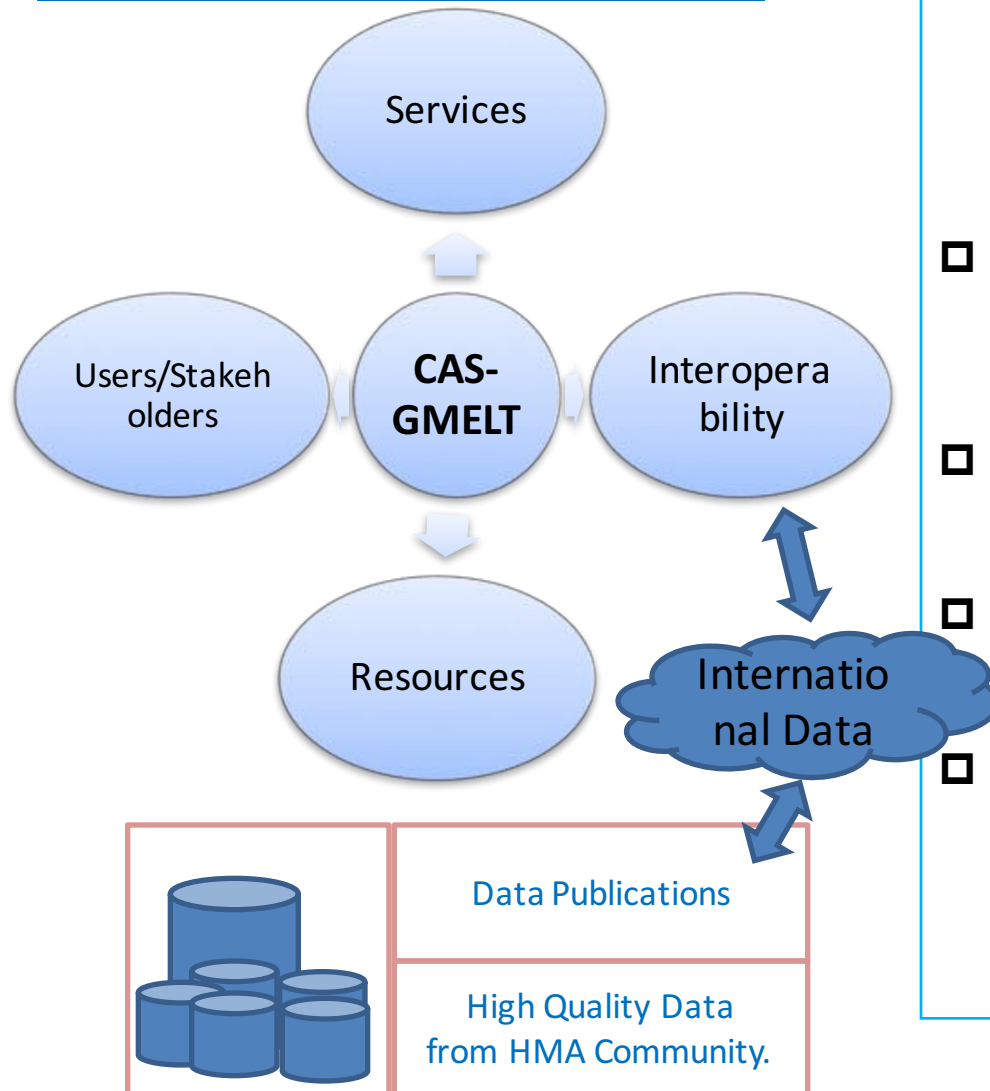 Services
Users/Stakeh
olders
CAS-
GMELT
Interopera
bility
Resources
Internatio
nal Data
Data Publications
High Quality Data
from HMA Community.